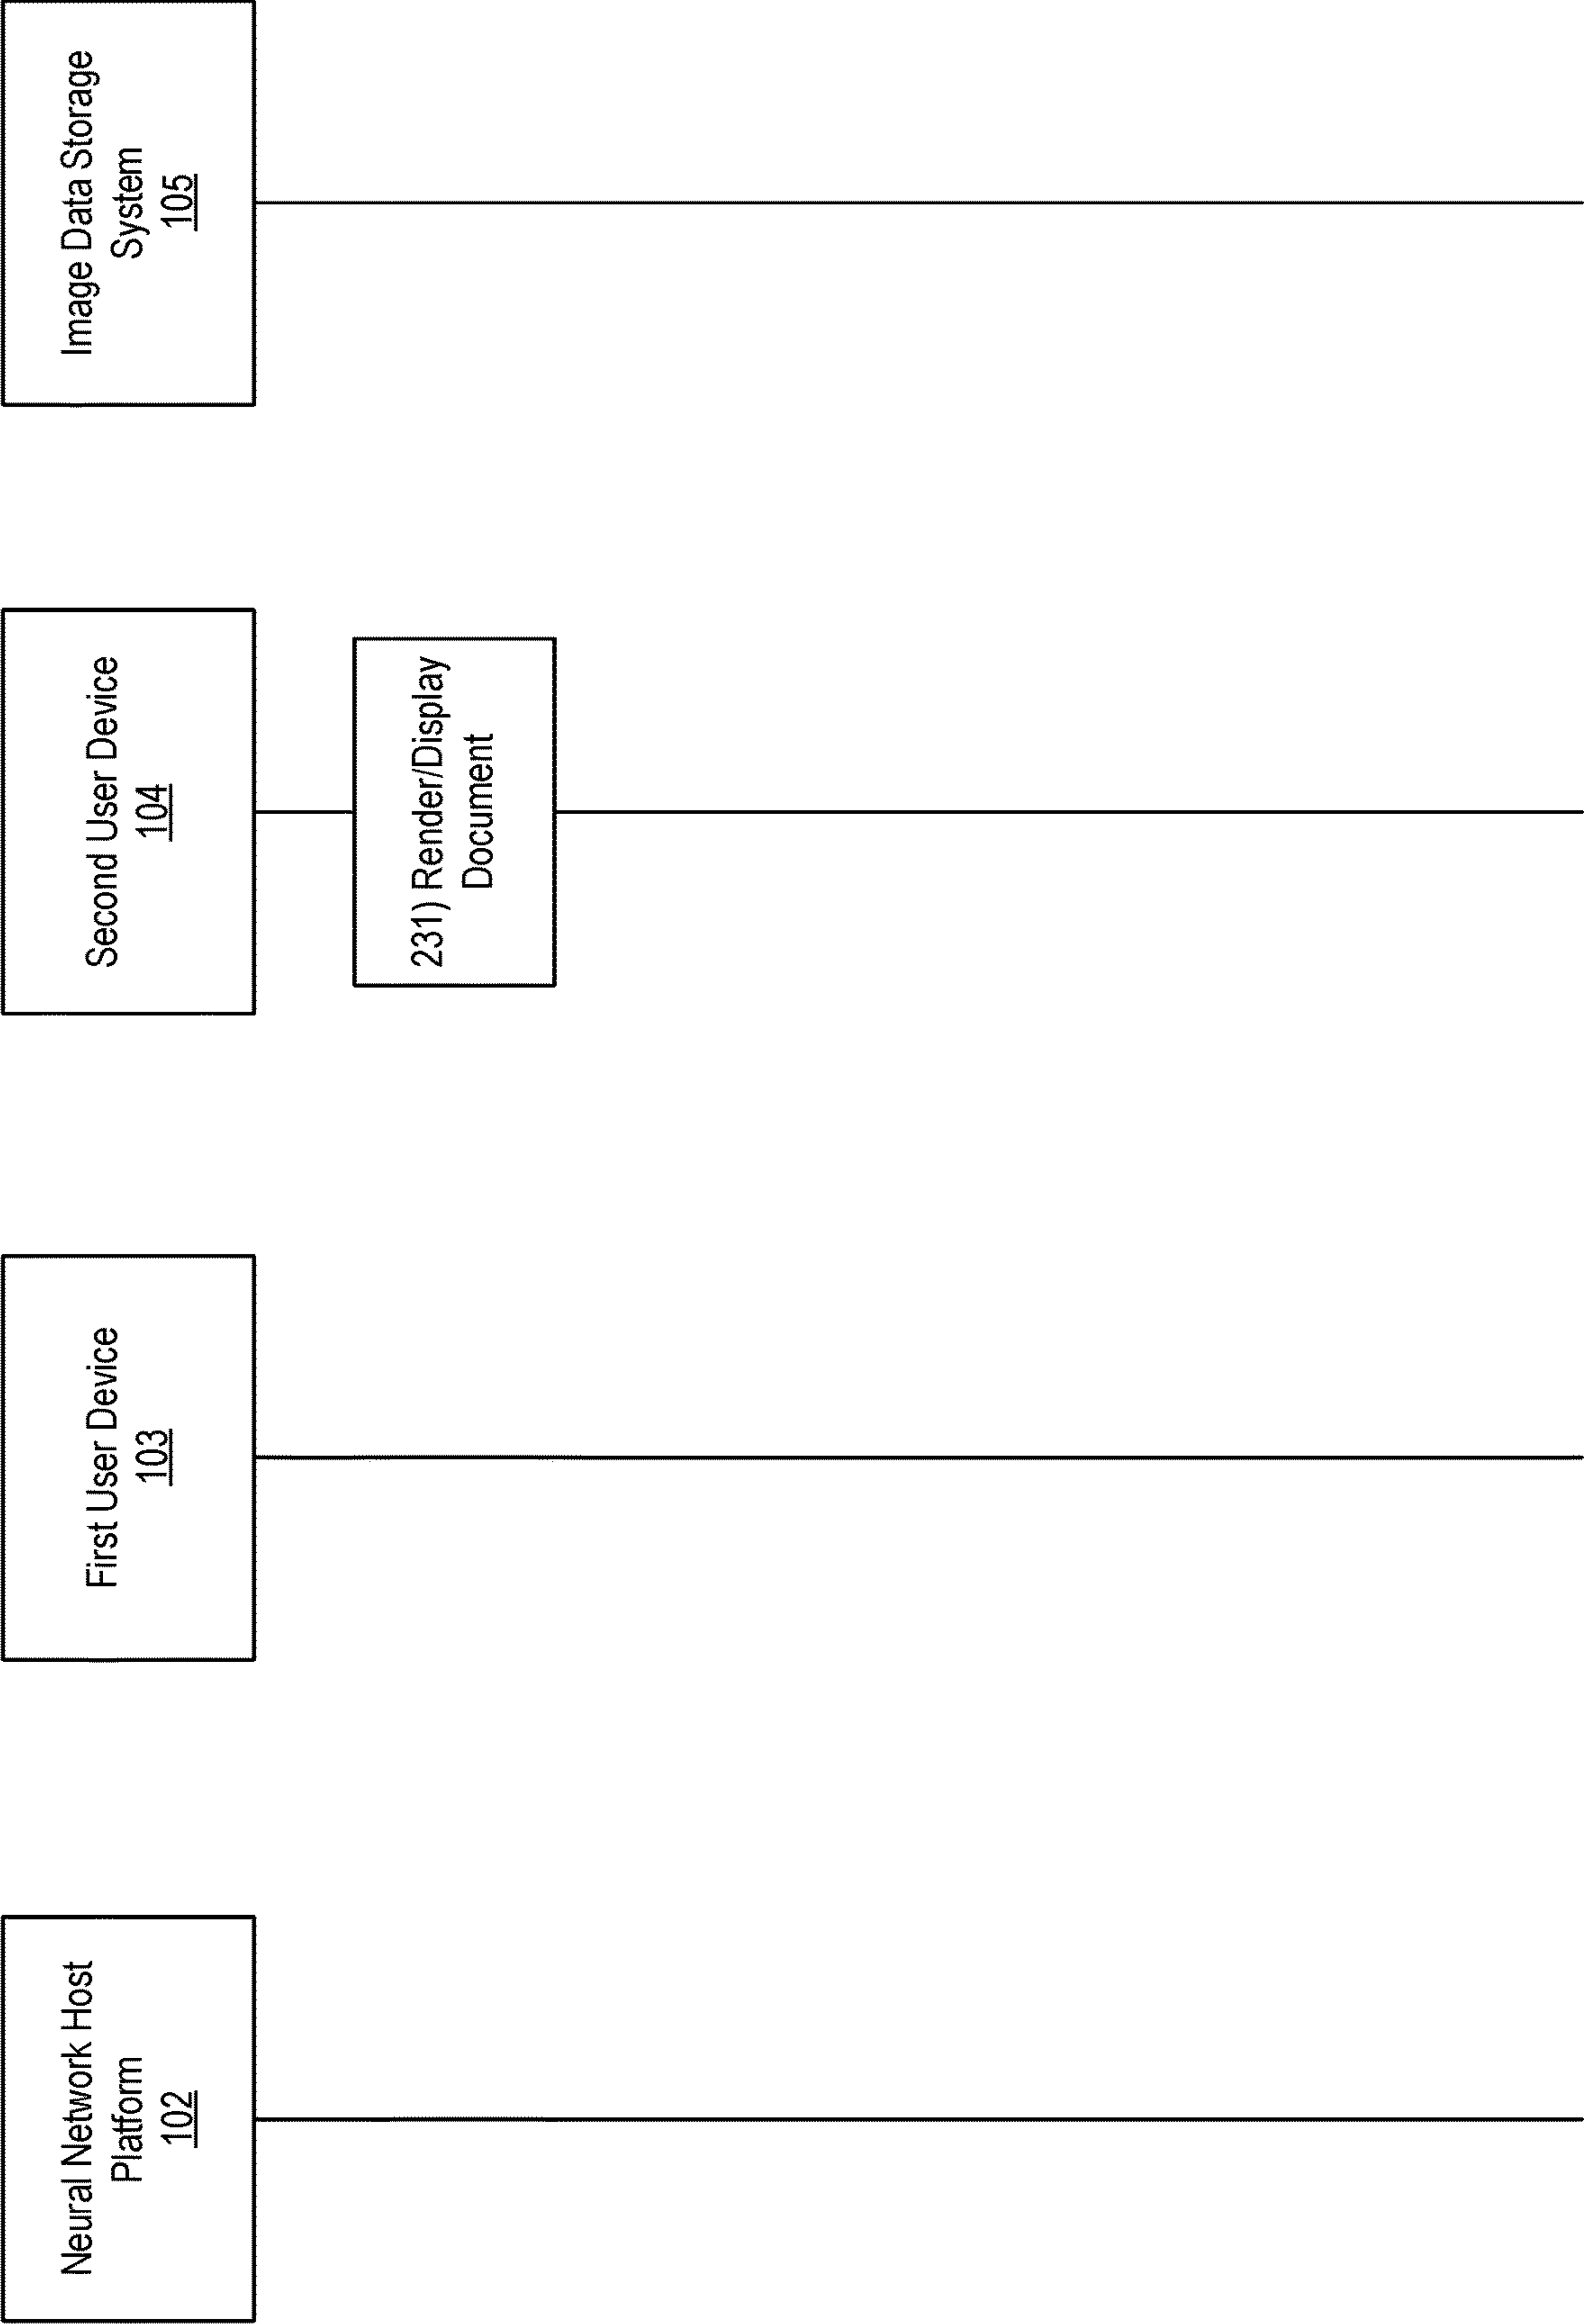 Neural Network Host
Platform
102
First User Device
103
Second User Device
104
Image Data Storage
System
105
231) Render/Display
Document